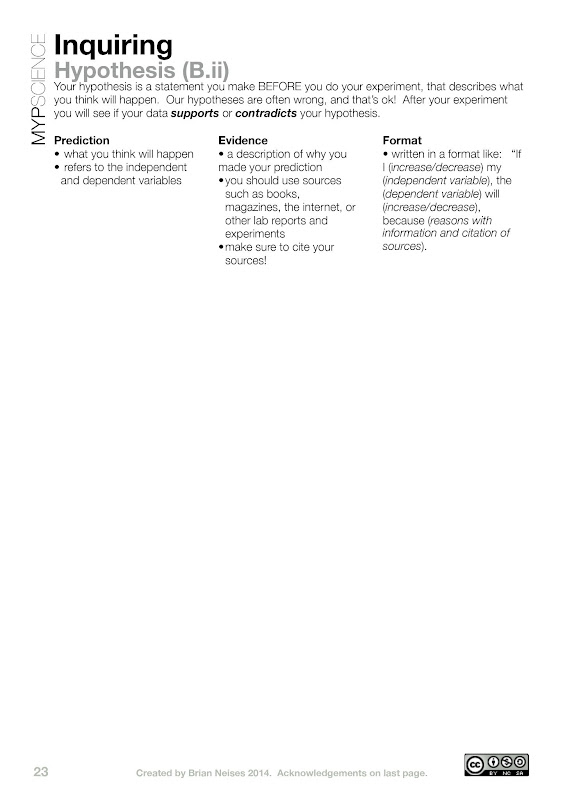 MYPSCIENCE
Inquiring
Hypothesis (B.ii)
Your hypothesis is a statement you make BEFORE you do your experiment, that describes what
you think will happen.  Our hypotheses are often wrong, and that's ok!  After your experiment
you will see if your data supports or contradicts your hypothesis.
Prediction
• what you think will happen
• refers to the independent
and dependent variables
Evidence
• a description of why you
made your prediction
•you should use sources
such as books,
magazines, the internet, or
other lab reports and
experiments
•make sure to cite your
sources!
Format
• written in a format like:   “If
I (increase/decrease) my
(independent variable), the
(dependent variable) will
(increase/decrease),
because (reasons with
information and citation of
sources).
23
Created by Brian Neises 2014.  Acknowledgements on last page.
cc
BY NC SA